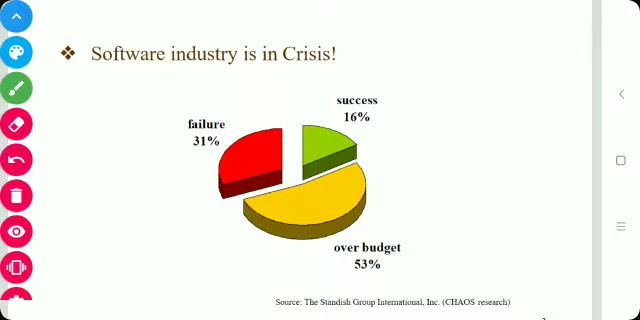 ❖ Software industry is in Crisis!
success
16%
failure
31%
over budget
53%
Source: The Standish Group International, Inc. (CHAOS research)